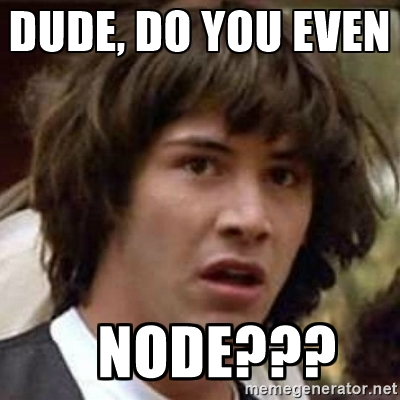 DUDE, DO YOU EVEN
NODE???
memegenerator.net